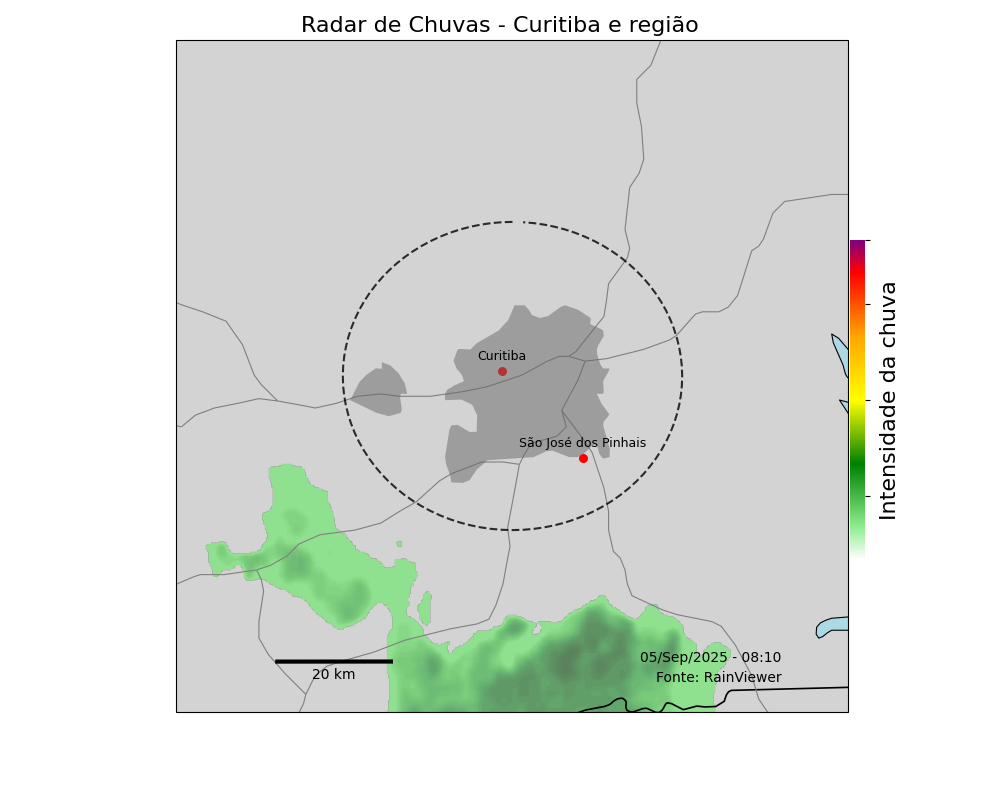 Radar de Chuvas - Curitiba e região
Curitiba
São José dos Pinhais
Intensidade da chuva
05/Sep/2025 - 08:10
Fonte: RainViewer
20 km